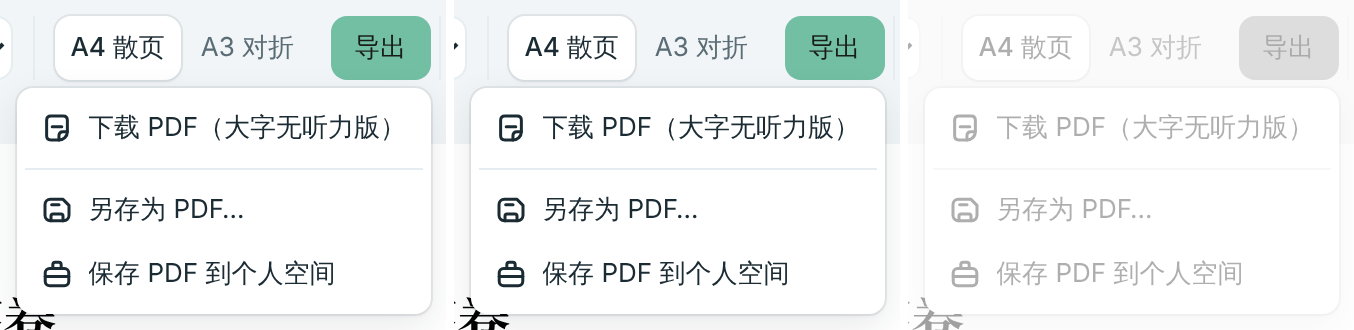 A4 散页 A3 对折 导出
下载 PDF（大字无听力版）
另存为 PDF...
保存 PDF 到个人空间
A4 散页 A3 对折 导出
下载 PDF（大字无听力版）
另存为 PDF...
保存 PDF 到个人空间
A4 散页 A3 对折 导出
下载 PDF（大字无听力版）
另存为 PDF...
保存 PDF 到个人空间